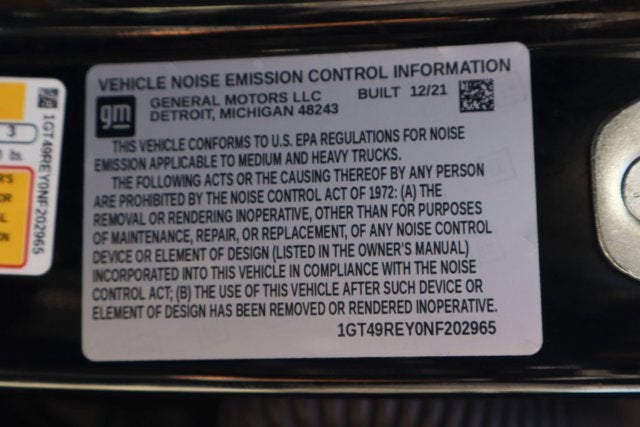 VEHICLE NOISE EMISSION CONTROL INFORMATION
gm
GENERAL MOTORS LLC BUILT 12/21
DETROIT, MICHIGAN 48243
THIS VEHICLE CONFORMS TO U.S. EPA REGULATIONS FOR NOISE
EMISSION APPLICABLE TO MEDIUM AND HEAVY TRUCKS.
THE FOLLOWING ACTS OR THE CAUSING THEREOF BY ANY PERSON
ARE PROHIBITED BY THE NOISE CONTROL ACT OF 1972: (A) THE
REMOVAL OR RENDERING INOPERATIVE, OTHER THAN FOR PURPOSES
OF MAINTENANCE, REPAIR, OR REPLACEMENT, OF ANY NOISE CONTROL
DEVICE OR ELEMENT OF DESIGN (LISTED IN THE OWNER'S MANUAL)
INCORPORATED INTO THIS VEHICLE IN COMPLIANCE WITH THE NOISE
CONTROL ACT; (B) THE USE OF THIS VEHICLE AFTER SUCH DEVICE OR
ELEMENT OF DESIGN HAS BEEN REMOVED OR RENDERED INOPERATIVE.
1GT49REY0NF202965
3
lbs.
1GT49REY0NF202965